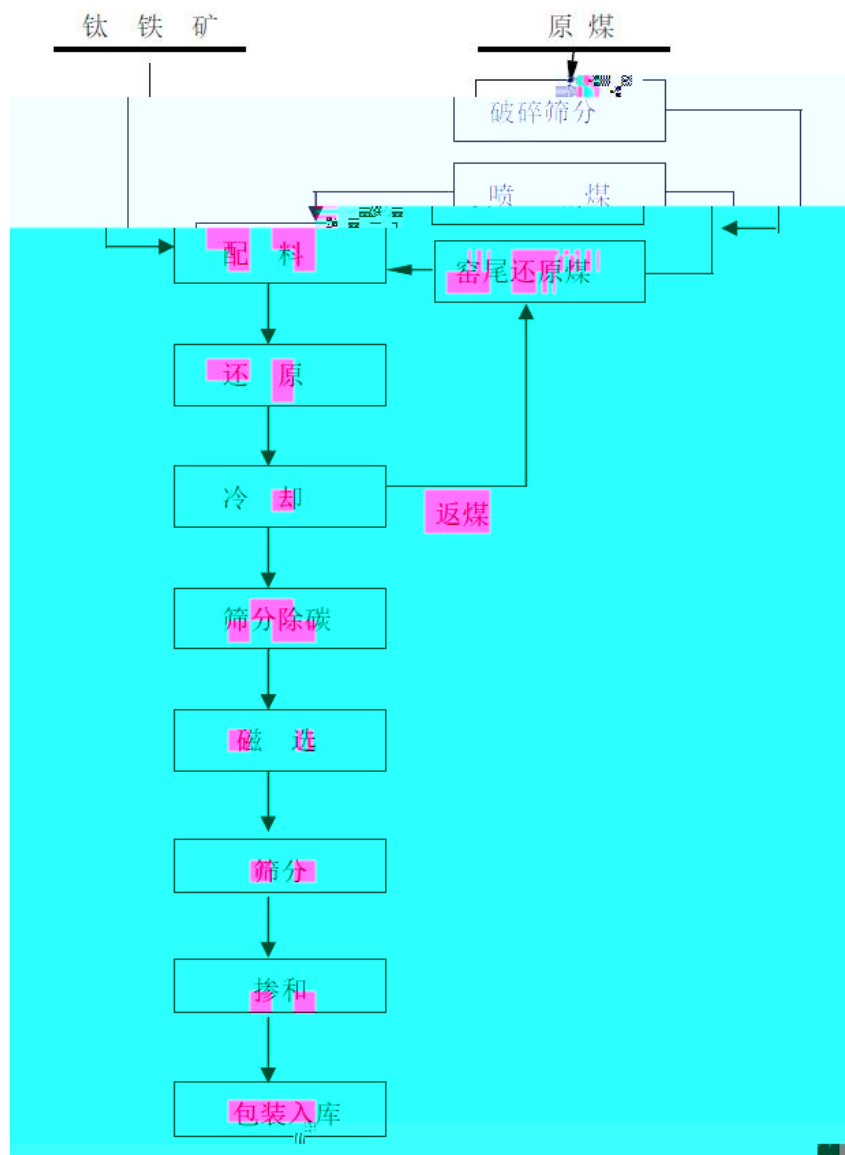 钛 铁 矿
原 煤
破碎筛分
喷 煤
配 料
窑尾还原煤
还 原
冷 却
返煤
筛分除碳
磁 选
筛分
掺和
包装入库